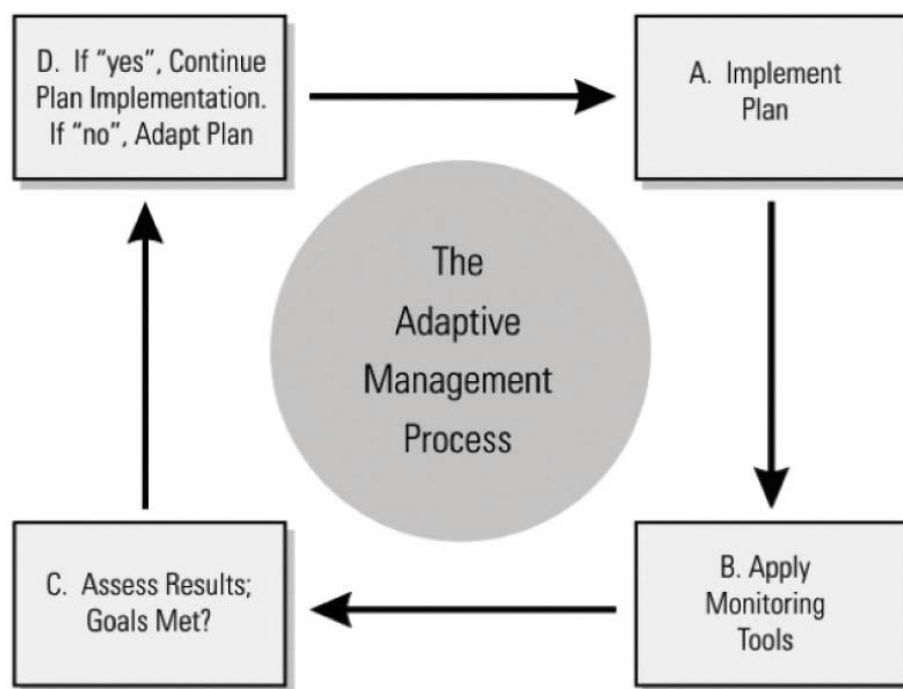 D. If “yes”, Continue
Plan Implementation.
If “no”, Adapt Plan
A. Implement
Plan
The
Adaptive
Management
Process
C. Assess Results;
Goals Met?
B. Apply
Monitoring
Tools